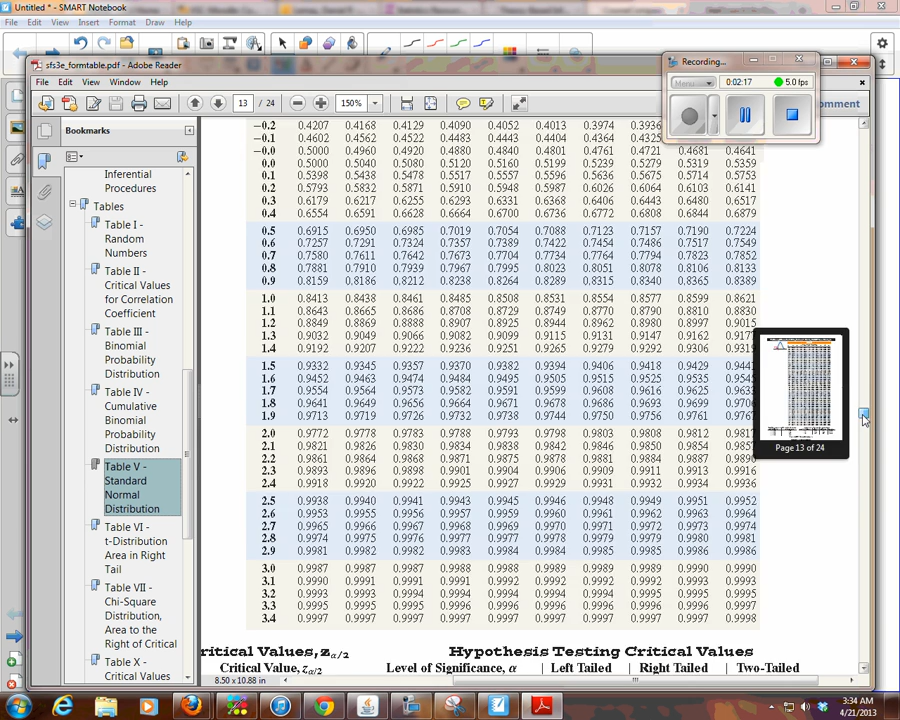 Untitled * - SMART Notebook
File Edit View Insert Format Draw Help
sfs3e_formtable.pdf - Adobe Reader
File Edit View Window Help
13 / 24 150% Comment
Recording...
Menu 02:17 5.0 fps
Bookmarks
Inferential
Procedures
Tables
Table I -
Random
Numbers
Table II -
Critical Values
for Correlation
Coefficient
Table III -
Binomial
Probability
Distribution
Table IV -
Cumulative
Binomial
Probability
Distribution
Table V -
Standard
Normal
Distribution
Table VI -
t-Distribution
Area in Right
Tail
Table VII -
Chi-Square
Distribution,
Area to the
Right of Critical
Table X -
Critical Values
−0.2 0.4207 0.4168 0.4129 0.4090 0.4052 0.4013 0.3974 0.3936
−0.1 0.4602 0.4562 0.4522 0.4483 0.4443 0.4404 0.4364 0.4325
−0.0 0.5000 0.4960 0.4920 0.4880 0.4840 0.4801 0.4761 0.4721 0.4681 0.4641
0.0 0.5000 0.5040 0.5080 0.5120 0.5160 0.5199 0.5239 0.5279 0.5319 0.5359
0.1 0.5398 0.5438 0.5478 0.5517 0.5557 0.5596 0.5636 0.5675 0.5714 0.5753
0.2 0.5793 0.5832 0.5871 0.5910 0.5948 0.5987 0.6026 0.6064 0.6103 0.6141
0.3 0.6179 0.6217 0.6255 0.6293 0.6331 0.6368 0.6406 0.6443 0.6480 0.6517
0.4 0.6554 0.6591 0.6628 0.6664 0.6700 0.6736 0.6772 0.6808 0.6844 0.6879
0.5 0.6915 0.6950 0.6985 0.7019 0.7054 0.7088 0.7123 0.7157 0.7190 0.7224
0.6 0.7257 0.7291 0.7324 0.7357 0.7389 0.7422 0.7454 0.7486 0.7517 0.7549
0.7 0.7580 0.7611 0.7642 0.7673 0.7704 0.7734 0.7764 0.7794 0.7823 0.7852
0.8 0.7881 0.7910 0.7939 0.7967 0.7995 0.8023 0.8051 0.8078 0.8106 0.8133
0.9 0.8159 0.8186 0.8212 0.8238 0.8264 0.8289 0.8315 0.8340 0.8365 0.8389
1.0 0.8413 0.8438 0.8461 0.8485 0.8508 0.8531 0.8554 0.8577 0.8599 0.8621
1.1 0.8643 0.8665 0.8686 0.8708 0.8729 0.8749 0.8770 0.8790 0.8810 0.8830
1.2 0.8849 0.8869 0.8888 0.8907 0.8925 0.8944 0.8962 0.8980 0.8997 0.9015
1.3 0.9032 0.9049 0.9066 0.9082 0.9099 0.9115 0.9131 0.9147 0.9162 0.917
1.4 0.9192 0.9207 0.9222 0.9236 0.9251 0.9265 0.9279 0.9292 0.9306 0.931
1.5 0.9332 0.9345 0.9357 0.9370 0.9382 0.9394 0.9406 0.9418 0.9429 0.944
1.6 0.9452 0.9463 0.9474 0.9484 0.9495 0.9505 0.9515 0.9525 0.9535 0.954
1.7 0.9554 0.9564 0.9573 0.9582 0.9591 0.9599 0.9608 0.9616 0.9625 0.963
1.8 0.9641 0.9649 0.9656 0.9664 0.9671 0.9678 0.9686 0.9693 0.9699 0.970
1.9 0.9713 0.9719 0.9726 0.9732 0.9738 0.9744 0.9750 0.9756 0.9761 0.976
2.0 0.9772 0.9778 0.9783 0.9788 0.9793 0.9798 0.9803 0.9808 0.9812 0.981
2.1 0.9821 0.9826 0.9830 0.9834 0.9838 0.9842 0.9846 0.9850 0.9854 0.985
2.2 0.9861 0.9864 0.9868 0.9871 0.9875 0.9878 0.9881 0.9884 0.9887 0.989
2.3 0.9893 0.9896 0.9898 0.9901 0.9904 0.9906 0.9909 0.9911 0.9913 0.9916
2.4 0.9918 0.9920 0.9922 0.9925 0.9927 0.9929 0.9931 0.9932 0.9934 0.9936
2.5 0.9938 0.9940 0.9941 0.9943 0.9945 0.9946 0.9948 0.9949 0.9951 0.9952
2.6 0.9953 0.9955 0.9956 0.9957 0.9959 0.9960 0.9961 0.9962 0.9963 0.9964
2.7 0.9965 0.9966 0.9967 0.9968 0.9969 0.9970 0.9971 0.9972 0.9973 0.9974
2.8 0.9974 0.9975 0.9976 0.9977 0.9977 0.9978 0.9979 0.9979 0.9980 0.9981
2.9 0.9981 0.9982 0.9982 0.9983 0.9984 0.9984 0.9985 0.9985 0.9986 0.9986
3.0 0.9987 0.9987 0.9987 0.9988 0.9988 0.9989 0.9989 0.9989 0.9990 0.9990
3.1 0.9990 0.9991 0.9991 0.9991 0.9992 0.9992 0.9992 0.9992 0.9993 0.9993
3.2 0.9993 0.9993 0.9994 0.9994 0.9994 0.9994 0.9994 0.9995 0.9995 0.9995
3.3 0.9995 0.9995 0.9995 0.9996 0.9996 0.9996 0.9996 0.9996 0.9996 0.9997
3.4 0.9997 0.9997 0.9997 0.9997 0.9997 0.9997 0.9997 0.9997 0.9997 0.9998
Page 13 of 24
ritical Values, zα/2 Hypothesis Testing Critical Values
Critical Value, zα/2 Level of Significance, α Left Tailed Right Tailed Two-Tailed
8.50 x 10.88 in
3:34 AM
4/21/2013